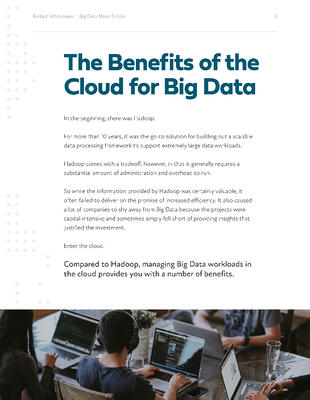 Redapt Whitepaper | Big Data Made Simple
The Benefits of the
Cloud for Big Data
In the beginning, there was Hadoop.
For more than 10 years, it was the go-to solution for building out a scalable
data processing framework to support extremely large data workloads.
Hadoop comes with a tradeoff, however, in that is generally requires a
substantial amount of administration and overhead to run.
So while the information provided by Hadoop was certainly valuable, it
often failed to deliver on the promise of increased efficiency. It also caused
a lot of companies to shy away from Big Data because the projects were
capital intensive and sometimes simply fell short of providing insights that
justified the investment.
Enter the cloud.
Compared to Hadoop, managing Big Data workloads in
the cloud provides you with a number of benefits.